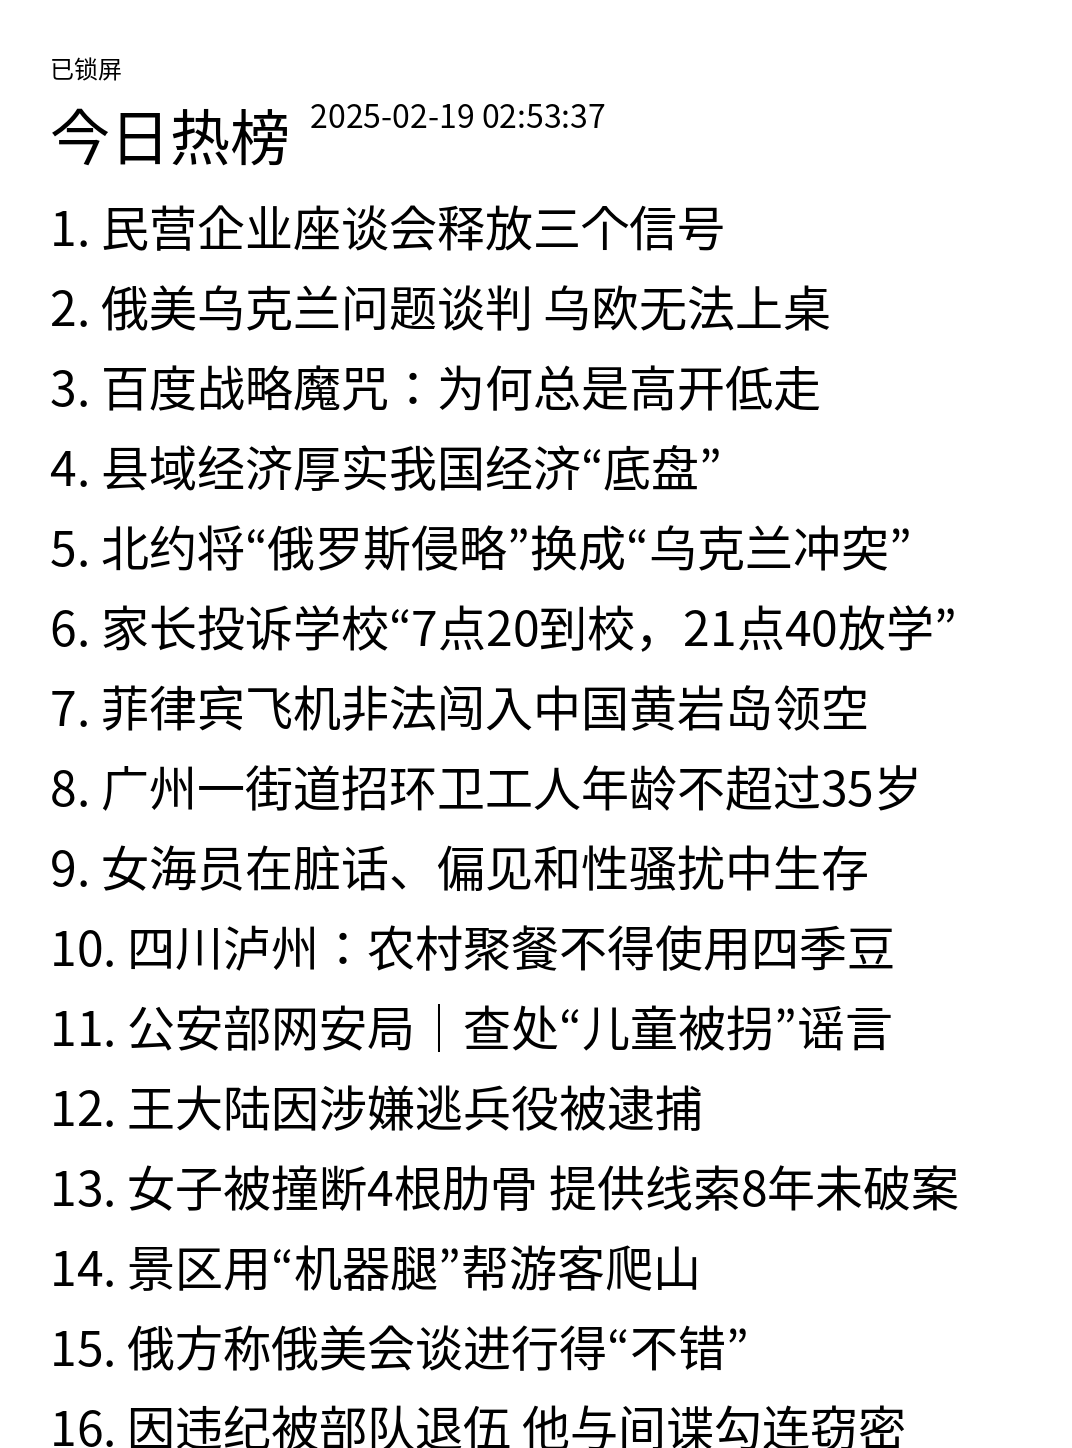 已锁屏
今日热榜 2025-02-19 02:53:37
1. 民营企业座谈会释放三个信号
2. 俄美乌克兰问题谈判 乌欧无法上桌
3. 百度战略魔咒：为何总是高开低走
4. 县域经济厚实我国经济“底盘”
5. 北约将“俄罗斯侵略”换成“乌克兰冲突”
6. 家长投诉学校“7点20到校，21点40放学”
7. 菲律宾飞机非法闯入中国黄岩岛领空
8. 广州一街道招环卫工人年龄不超过35岁
9. 女海员在脏话、偏见和性骚扰中生存
10. 四川泸州：农村聚餐不得使用四季豆
11. 公安部网安局｜查处“儿童被拐”谣言
12. 王大陆因涉嫌逃兵役被逮捕
13. 女子被撞断4根肋骨 提供线索8年未破案
14. 景区用“机器腿”帮游客爬山
15. 俄方称俄美会谈进行得“不错”
16. 因违纪被部队退伍 他与间谍勾连窃密